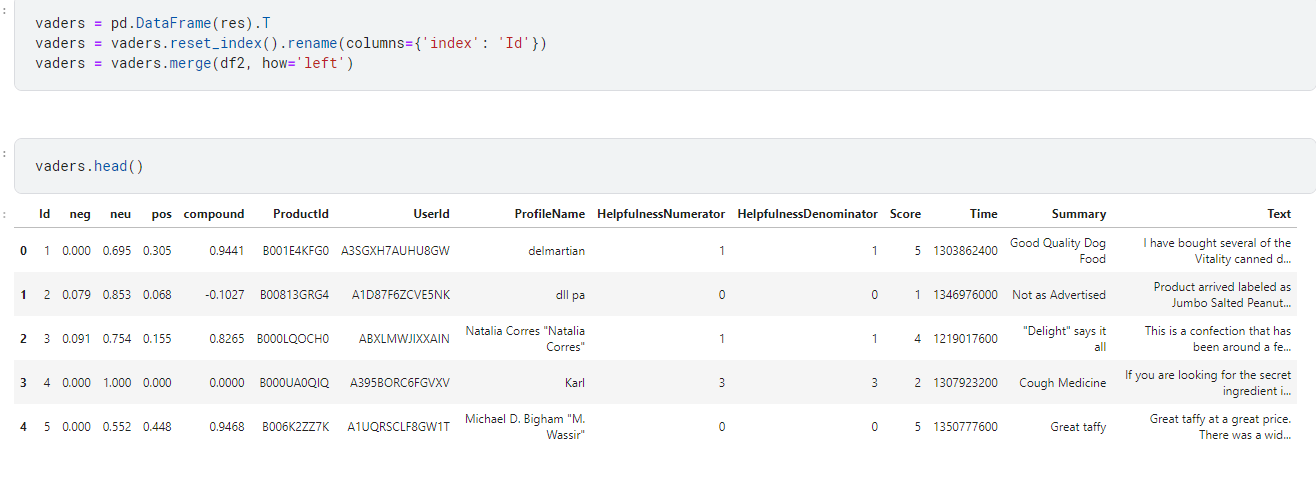 vaders = pd.DataFrame(res).T
vaders = vaders.reset_index().rename(columns={'index': 'Id'})
vaders = vaders.merge(df2, how='left')
vaders.head()
Id neg neu pos compound ProductId UserId ProfileName HelpfulnessNumerator HelpfulnessDenominator Score Time Summary Text
0 1 0.000 0.695 0.305 0.9441 B001E4KFG0 A3SGXH7AUHU8GW delmartian 1 1 5 1303862400 Good Quality Dog Food I have bought several of the Vitality canned d...
1 2 0.079 0.853 0.068 -0.1027 B00813GRG4 A1D87F6ZCVE5NK dll pa 0 0 1 1346976000 Not as Advertised Product arrived labeled as Jumbo Salted Peanut...
2 3 0.091 0.754 0.155 0.8265 B000LQOCH0 ABXLMWJIXXAIN Natalia Corres "Natalia Corres" 1 1 4 1219017600 "Delight" says it all This is a confection that has been around a fe...
3 4 0.000 1.000 0.000 0.0000 B000UA0QIQ A395BORC6FGVXV Karl 3 3 2 1307923200 Cough Medicine If you are looking for the secret ingredient i...
4 5 0.000 0.552 0.448 0.9468 B006K2ZZ7K A1UQRSCLF8GW1T Michael D. Bigham "M. Wassir" 0 0 5 1350777600 Great taffy Great taffy at a great price. There was a wid...